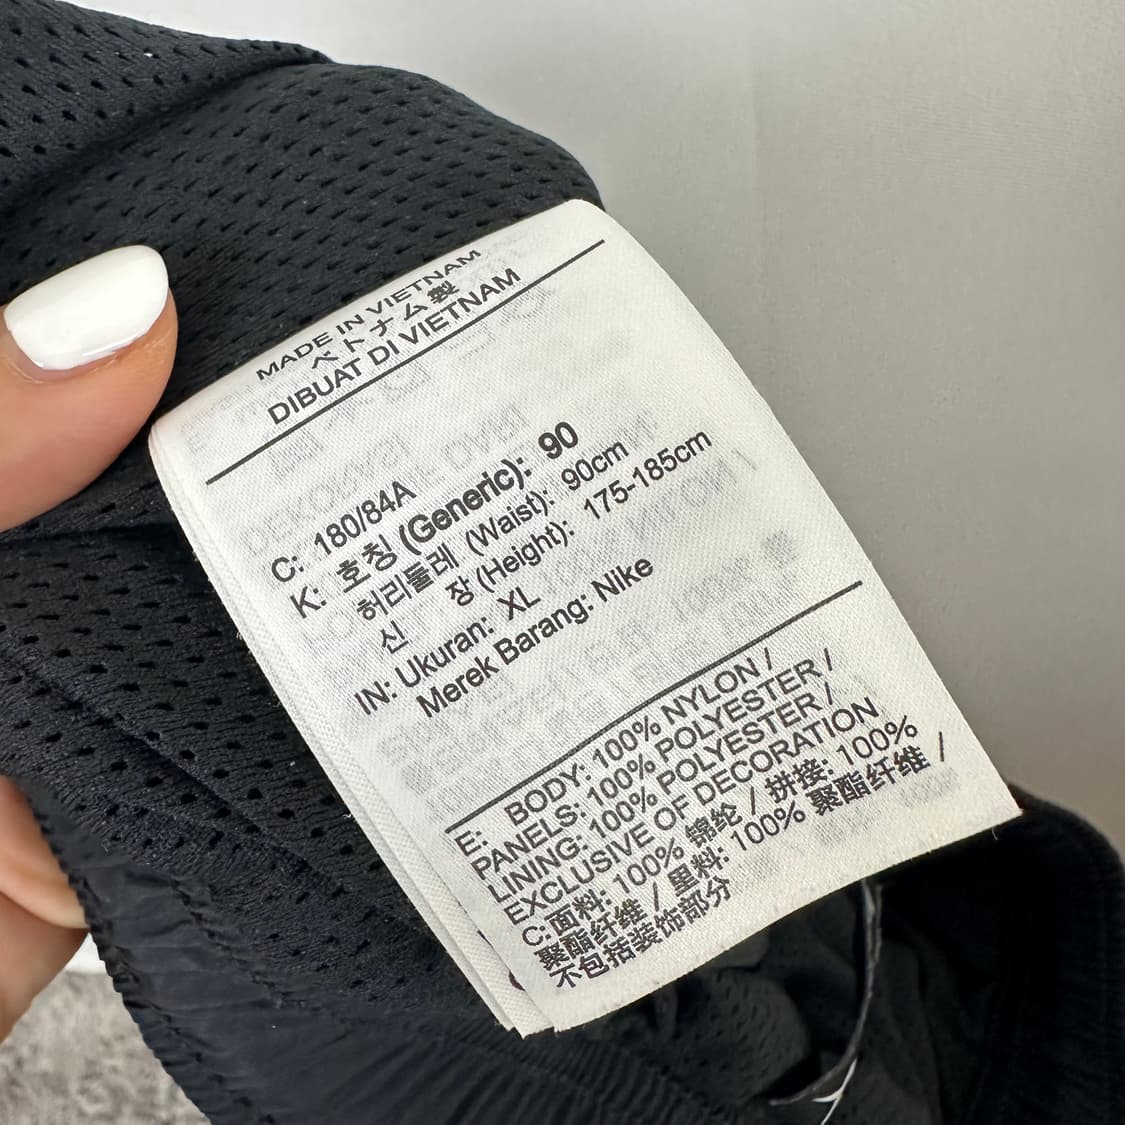 MADE IN VIETNAM
ベトナム製
DIBUAT DI VIETNAM
C: 180/84A
K: 호칭 (Generic): 90
허리둘레 (Waist): 90cm
신 장 (Height): 175-185cm
IN: Ukuran: XL
Merek Barang: Nike
E: BODY: 100% NYLON /
PANELS: 100% POLYESTER /
LINING: 100% POLYESTER /
EXCLUSIVE OF DECORATION
C: 面料: 100% 锦纶 / 拼接: 100%
聚酯纤维 / 里料: 100% 聚酯纤维 /
不包括装饰部分